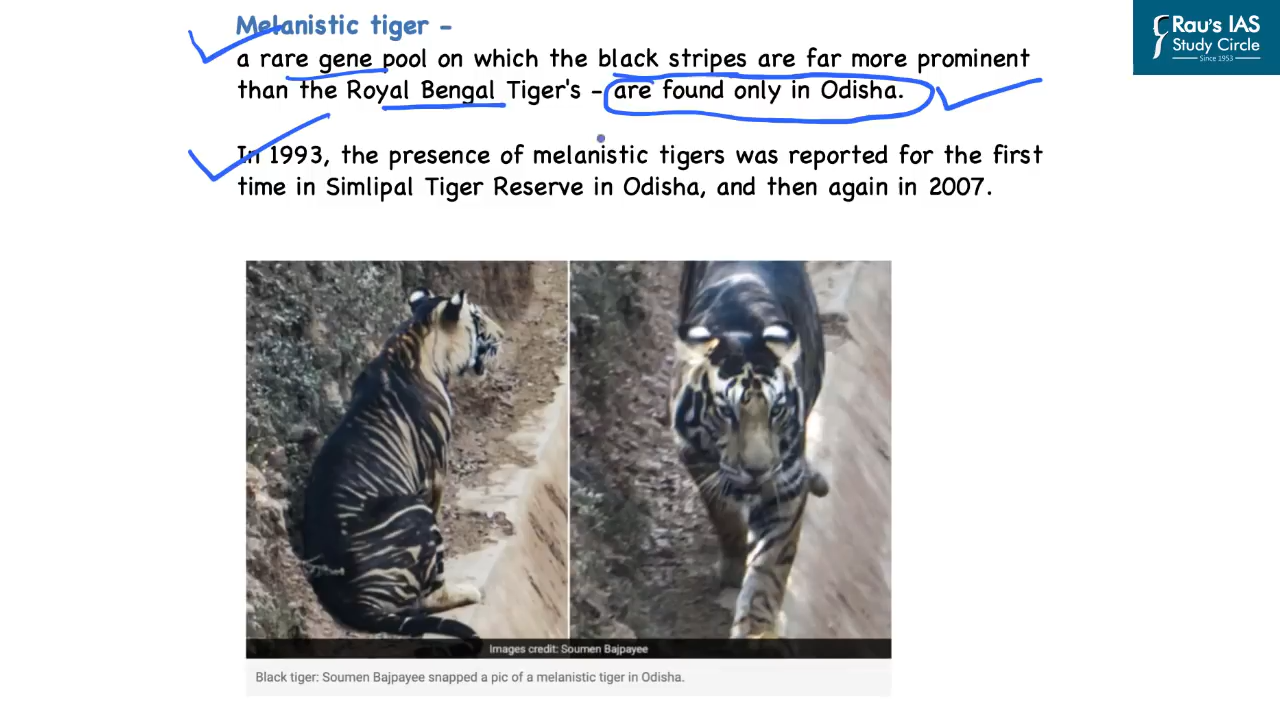 Melanistic tiger -
a rare gene pool on which the black stripes are far more prominent
than the Royal Bengal Tiger's - are found only in Odisha.
In 1993, the presence of melanistic tigers was reported for the first
time in Simlipal Tiger Reserve in Odisha, and then again in 2007.
Rau's IAS
Study Circle
Since 1953
Images credit: Soumen Bajpayee
Black tiger: Soumen Bajpayee snapped a pic of a melanistic tiger in Odisha.